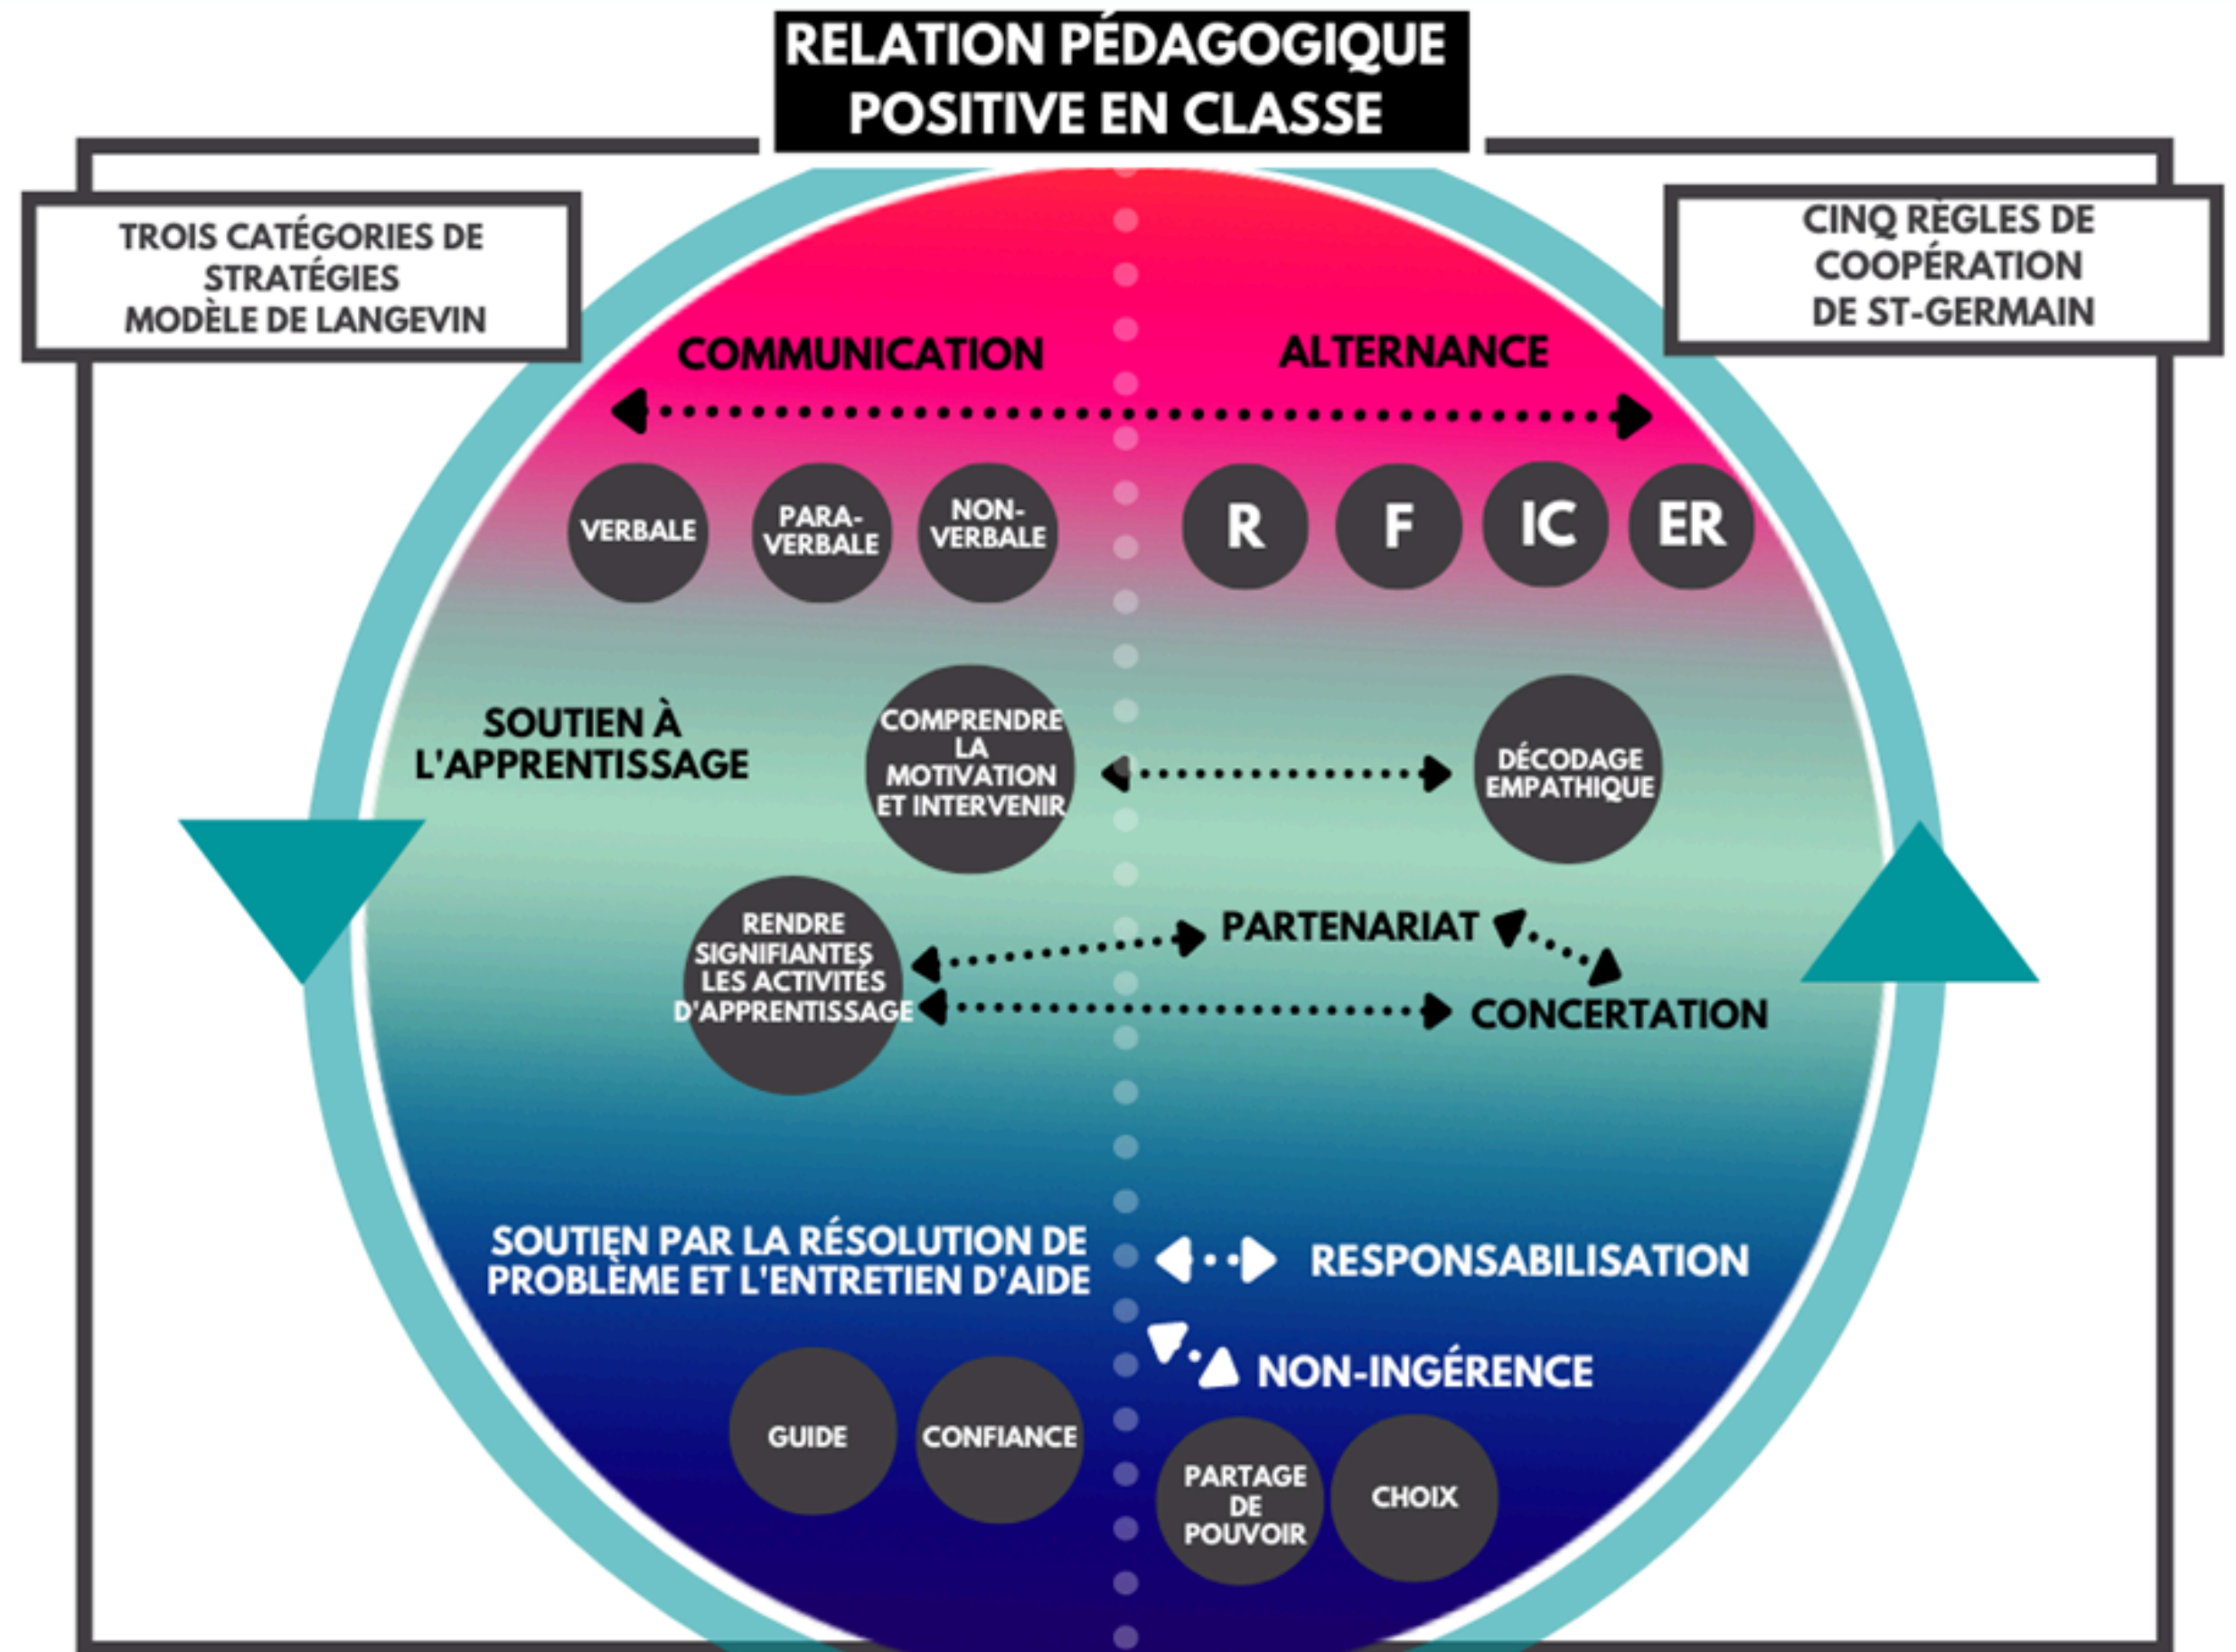 RELATION PÉDAGOGIQUE
POSITIVE EN CLASSE
TROIS CATÉGORIES DE
STRATÉGIES
MODÈLE DE LANGEVIN
CINQ RÈGLES DE
COOPÉRATION
DE ST-GERMAIN
COMMUNICATION
ALTERNANCE
VERBALE
PARA-
VERBALE
NON-
VERBALE
R
F
IC
ER
SOUTIEN À
L'APPRENTISSAGE
COMPRENDRE
LA
MOTIVATION
ET INTERVENIR
DÉCODAGE
EMPATHIQUE
RENDRE
SIGNIFIANTES
LES ACTIVITÉS
D'APPRENTISSAGE
PARTENARIAT
CONCERTATION
SOUTIEN PAR LA RÉSOLUTION DE
PROBLÈME ET L'ENTRETIEN D'AIDE
RESPONSABILISATION
NON-INGÉRENCE
GUIDE
CONFIANCE
PARTAGE
DE
POUVOIR
CHOIX